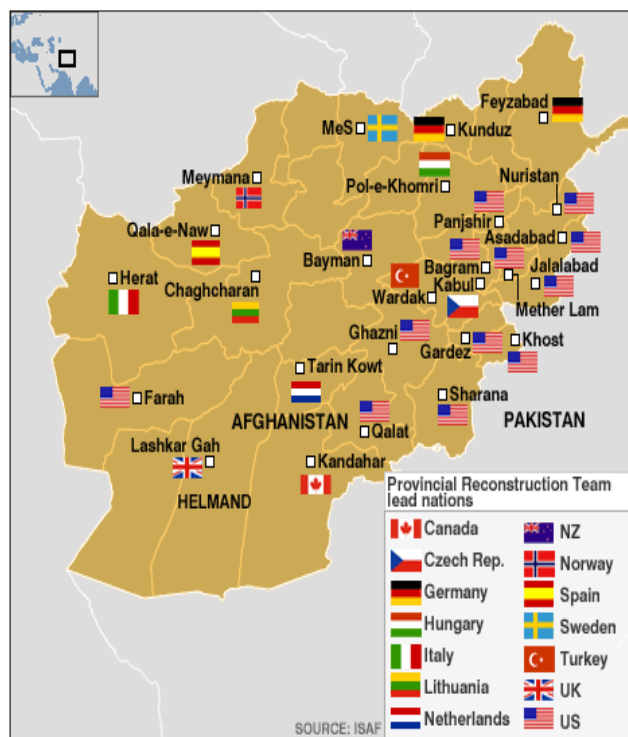 Feyzabad
MeS
Kunduz
Meymana
Pol-e-Khomri
Nuristan
Panjshir
Qala-e-Naw
Asadabad
Bayman
Bagram
Jalalabad
Herat
Chaghcharan
Kabul
Wardak
Mether Lam
Ghazni
Gardez
Khost
Tarin Kowt
Farah
Sharana
AFGHANISTAN
PAKISTAN
Qalat
Lashkar Gah
Kandahar
HELMAND
Provincial Reconstruction Team
lead nations
Canada
Czech Rep.
Germany
Hungary
Italy
Lithuania
Netherlands
NZ
Norway
Spain
Sweden
Turkey
UK
US
SOURCE: ISAF